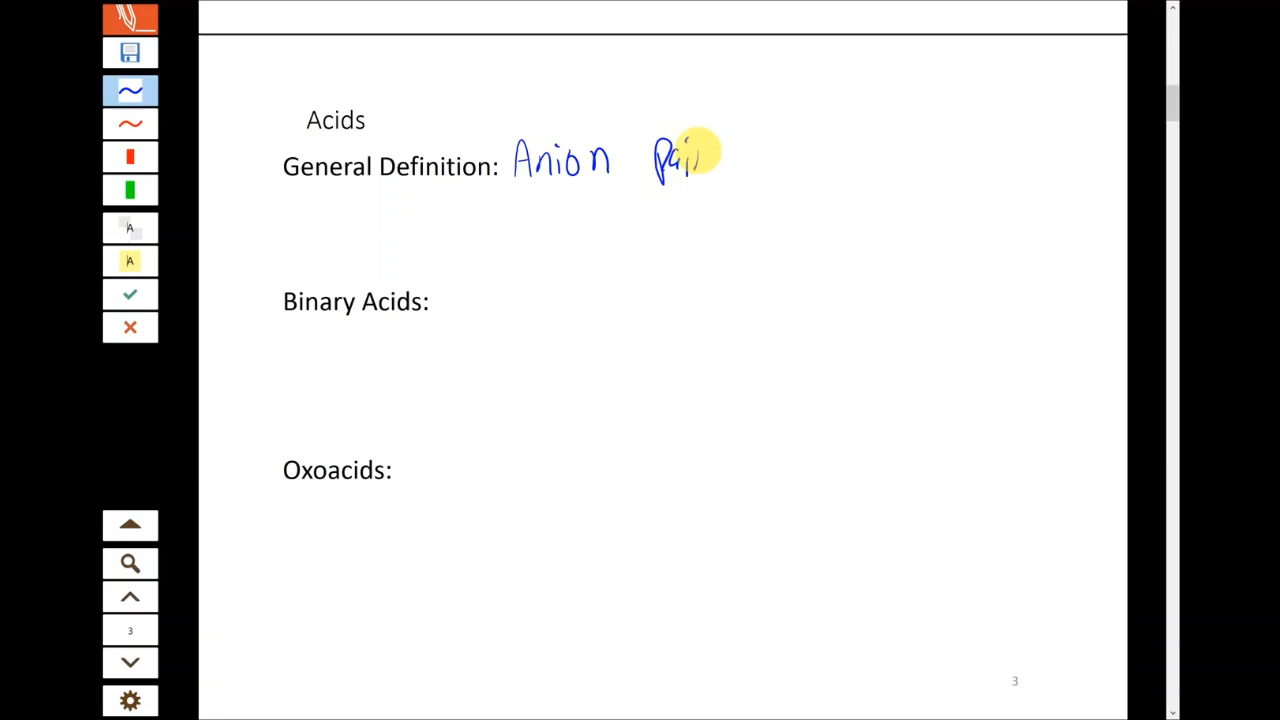 Acids
General Definition: Anion
Binary Acids:
Oxoacids:
3
3
A
A